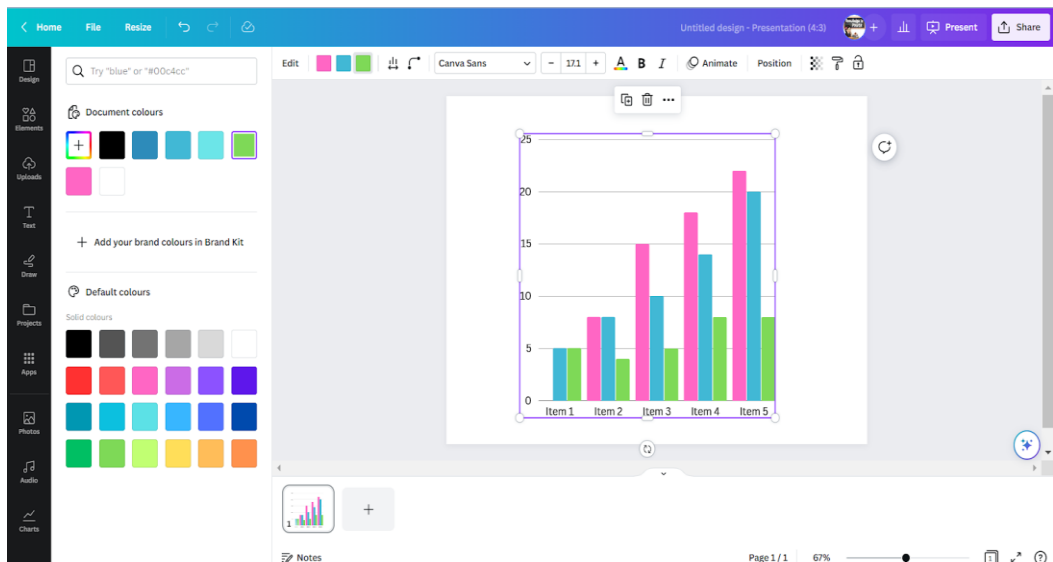 Home File Resize Untitled design - Presentation (4:3) + Present Share
Design
Elements
Uploads
Text
Draw
Projects
Apps
Photos
Audio
Charts
Try "blue" or "#00c4cc"
Document colours
+ Add your brand colours in Brand Kit
Default colours
Solid colours
Edit Canva Sans - 17.1 + A B I Animate Position
25
20
15
10
5
0
Item 1 Item 2 Item 3 Item 4 Item 5
1
+
Notes Page 1 / 1 67% 1 ?